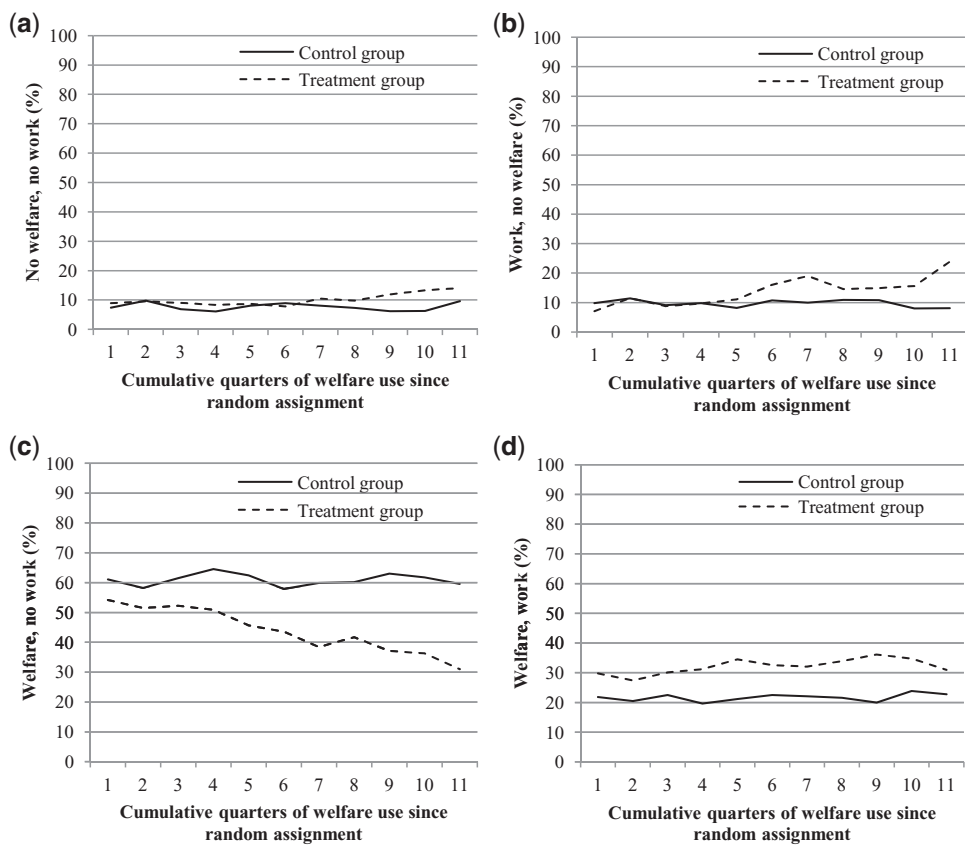 (a)
100
90
80
70
60
50
40
30
20
10
0
No welfare, no work (%)
Control group
Treatment group
1 2 3 4 5 6 7 8 9 10 11
Cumulative quarters of welfare use since
random assignment
(b)
100
90
80
70
60
50
40
30
20
10
0
Work, no welfare (%)
Control group
Treatment group
1 2 3 4 5 6 7 8 9 10 11
Cumulative quarters of welfare use since
random assignment
(c)
100
90
80
70
60
50
40
30
20
10
0
Welfare, no work (%)
Control group
Treatment group
1 2 3 4 5 6 7 8 9 10 11
Cumulative quarters of welfare use since
random assignment
(d)
100
90
80
70
60
50
40
30
20
10
0
Welfare, work (%)
Control group
Treatment group
1 2 3 4 5 6 7 8 9 10 11
Cumulative quarters of welfare use since
random assignment